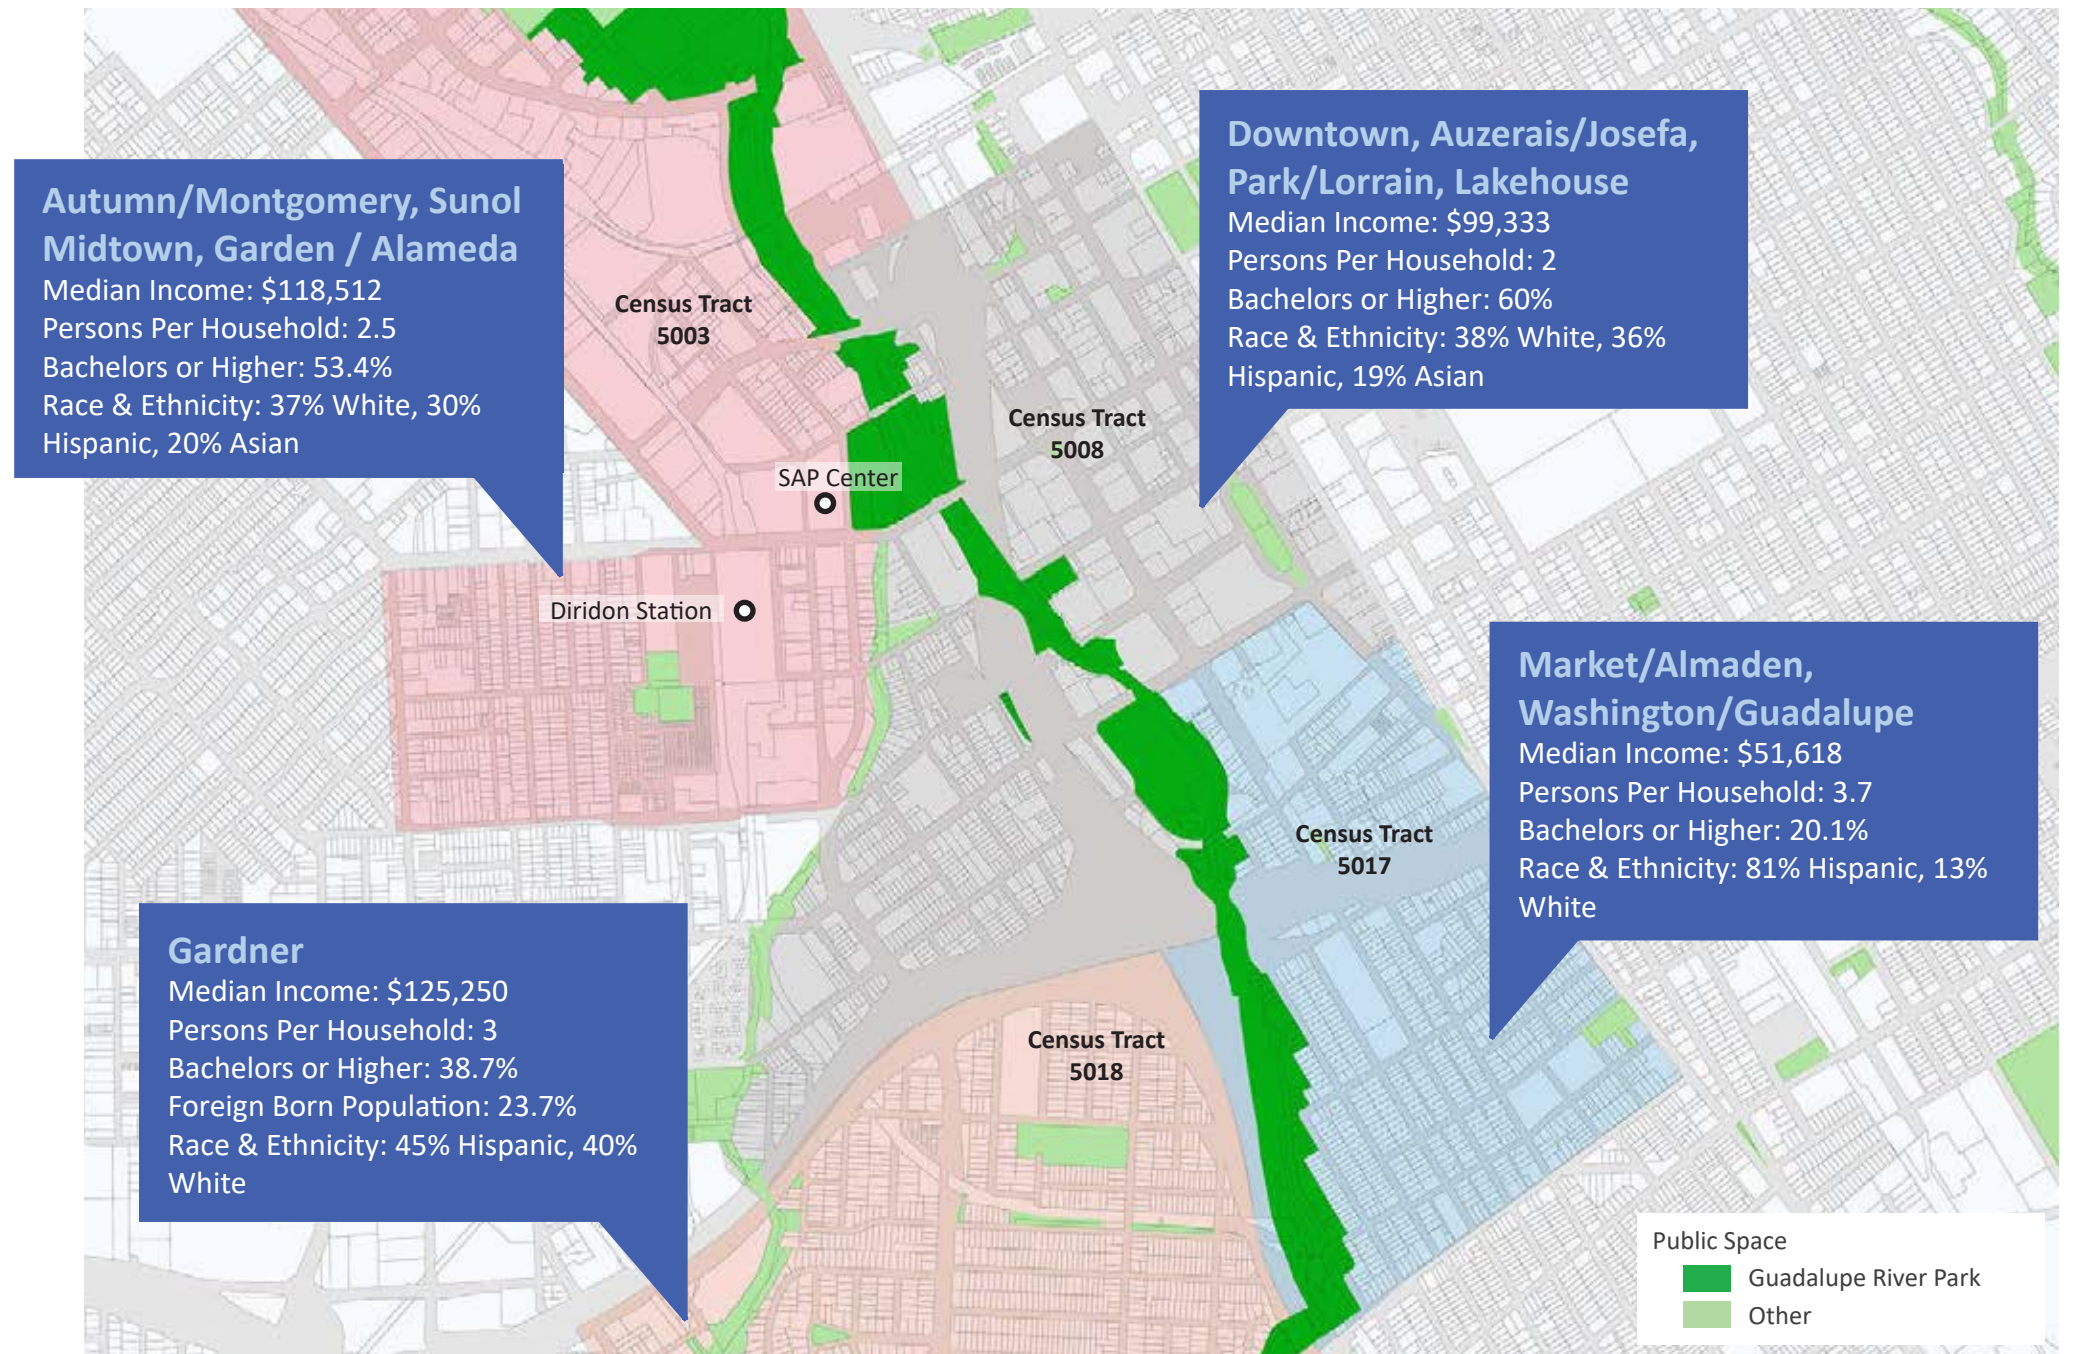 Autumn/Montgomery, Sunol
Midtown, Garden / Alameda
Median Income: $118,512
Persons Per Household: 2.5
Bachelors or Higher: 53.4%
Race & Ethnicity: 37% White, 30%
Hispanic, 20% Asian
Downtown, Auzerais/Josefa,
Park/Lorrain, Lakehouse
Median Income: $99,333
Persons Per Household: 2
Bachelors or Higher: 60%
Race & Ethnicity: 38% White, 36%
Hispanic, 19% Asian
Census Tract
5003
Census Tract
5008
SAP Center
Diridon Station
Market/Almaden,
Washington/Guadalupe
Median Income: $51,618
Persons Per Household: 3.7
Bachelors or Higher: 20.1%
Race & Ethnicity: 81% Hispanic, 13%
White
Census Tract
5017
Gardner
Median Income: $125,250
Persons Per Household: 3
Bachelors or Higher: 38.7%
Foreign Born Population: 23.7%
Race & Ethnicity: 45% Hispanic, 40%
White
Census Tract
5018
Public Space
Guadalupe River Park
Other